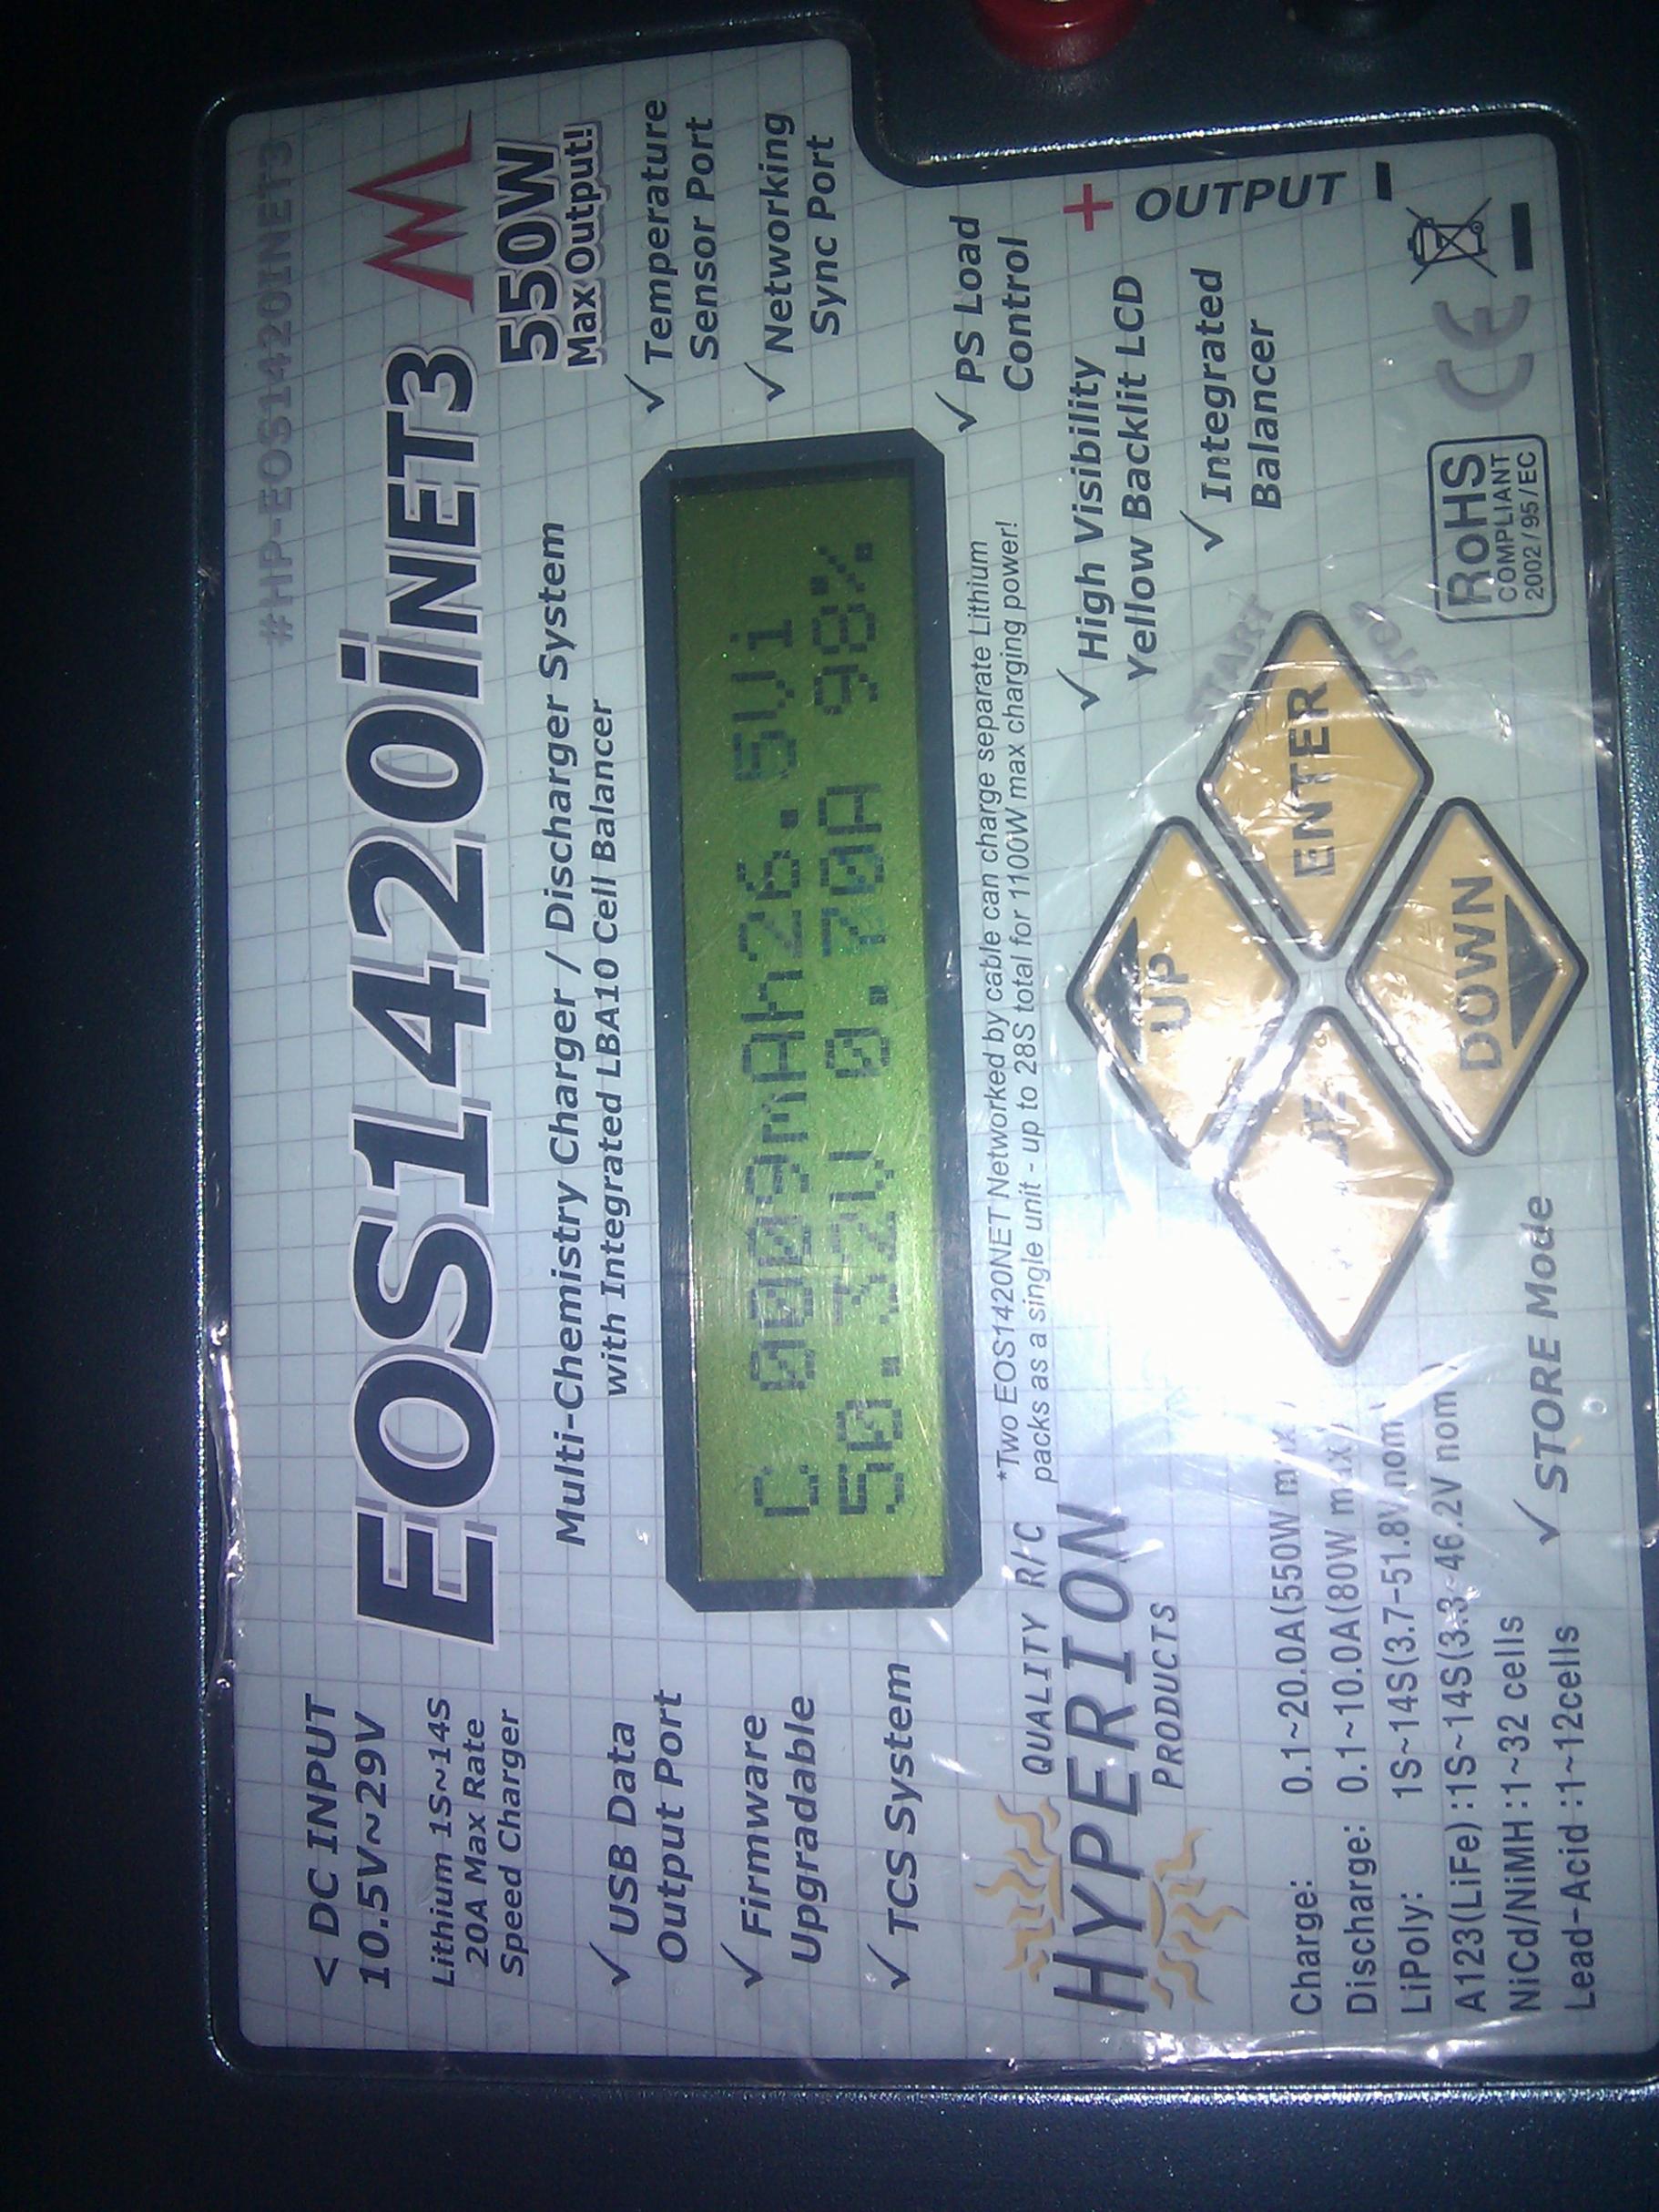 #HP-EOS1420INET3
< DC INPUT
10.5V~29V
EOS1420iNET3
Lithium 1S~14S
20A Max Rate
Speed Charger
550W
Max Output!
Multi-Chemistry Charger / Discharger System
with Integrated LBA10 Cell Balancer
✓ USB Data
Output Port
✓ Firmware
Upgradable
✓ TCS System
C 0009mAh26.5Vi
50.32V 0.70A 98%
✓ Temperature
Sensor Port
✓ Networking
Sync Port
✓ PS Load
Control
*Two EOS1420NET Networked by cable can charge separate Lithium
packs as a single unit - up to 28S total for 1100W max charging power!
QUALITY R/C
HYPERION
PRODUCTS
✓ High Visibility
Yellow Backlit LCD
✓ Integrated
Balancer
+ OUTPUT -
START
UP
ENTER
STOP
DOWN
Charge: 0.1~20.0A(550W max)
Discharge: 0.1~10.0A(80W max)
LiPoly: 1S~14S(3.7-51.8V nom)
A123(LiFe) :1S~14S(3.3-46.2V nom)
NiCd/NiMH :1~32 cells
Lead-Acid :1~12cells
✓ STORE Mode
RoHS
COMPLIANT
2002/95/EC
CE